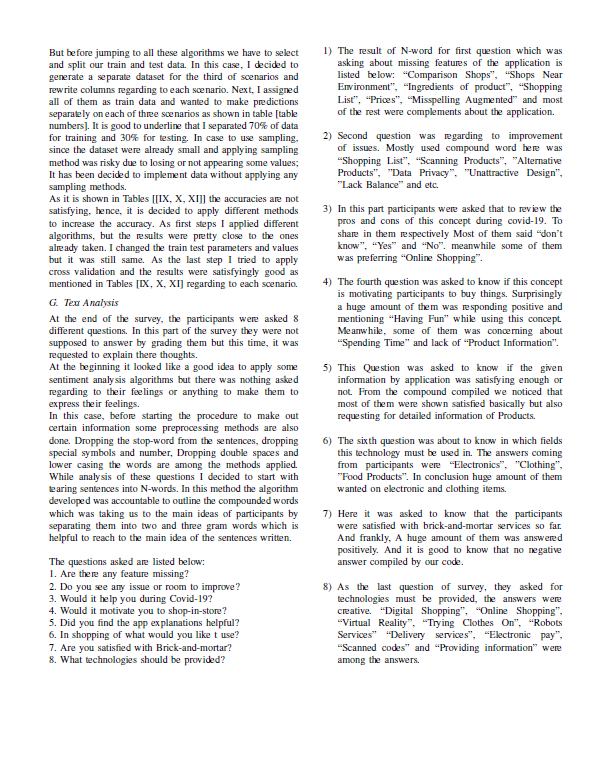 But before jumping to all these algorithms we have to select
and split our train and test data. In this case, I decided to
generate a separate dataset for the third of scenarios and
rewrite columns regarding to each scenario. Next, I assigned
all of them as train data and wanted to make predictions
separately on each of three scenarios as shown in table [table
numbers]. It is good to underline that I separated 70% of data
for training and 30% for testing. In case to use sampling,
since the dataset were already small and applying sampling
method was risky due to losing or not appearing some values;
It has been decided to implement data without applying any
sampling methods.
As it is shown in Tables [[IX, X, XI]] the accuracies are not
satisfying, hence, it is decided to apply different methods
to increase the accuracy. As first steps I applied different
algorithms, but the results were pretty close to the ones
already taken. I changed the train test parameters and values
but it was still same. As the last step I tried to apply
cross validation and the results were satisfyingly good as
mentioned in Tables [IX, X, XI] regarding to each scenario.
G. Text Analysis
At the end of the survey, the participants were asked 8
different questions. In this part of the survey they were not
supposed to answer by grading them but this time, it was
requested to explain there thoughts.
At the beginning it looked like a good idea to apply some
sentiment analysis algorithms but there was nothing asked
regarding to their feelings or anything to make them to
express their feelings.
In this case, before starting the procedure to make out
certain information some preprocessing methods are also
done. Dropping the stop-word from the sentences, dropping
special symbols and number, Dropping double spaces and
lower casing the words are among the methods applied.
While analysis of these questions I decided to start with
tearing sentences into N-words. In this method the algorithm
developed was accountable to outline the compounded words
which was taking us to the main ideas of participants by
separating them into two and three gram words which is
helpful to reach to the main idea of the sentences written.
The questions asked are listed below:
1. Are there any feature missing?
2. Do you see any issue or room to improve?
3. Would it help you during Covid-19?
4. Would it motivate you to shop-in-store?
5. Did you find the app explanations helpful?
6. In shopping of what would you like t use?
7. Are you satisfied with Brick-and-mortar?
8. What technologies should be provided?
1) The result of N-word for first question which was
asking about missing features of the application is
listed below: “Comparison Shops”, “Shops Near
Environment”, “Ingredients of product”, “Shopping
List”, “Prices”, “Misspelling Augmented” and most
of the rest were complements about the application.
2) Second question was regarding to improvement
of issues. Mostly used compound word here was
“Shopping List”, “Scanning Products”, ”Alternative
Products”, ”Data Privacy”, ”Unattractive Design”,
”Lack Balance” and etc.
3) In this part participants were asked that to review the
pros and cons of this concept during covid-19. To
share in them respectively Most of them said “don’t
know”, “Yes” and “No”. meanwhile some of them
was preferring “Online Shopping”.
4) The fourth question was asked to know if this concept
is motivating participants to buy things. Surprisingly
a huge amount of them was responding positive and
mentioning “Having Fun” while using this concept.
Meanwhile, some of them was concerning about
“Spending Time” and lack of “Product Information”.
5) This Question was asked to know if the given
information by application was satisfying enough or
not. From the compound compiled we noticed that
most of them were shown satisfied basically but also
requesting for detailed information of Products.
6) The sixth question was about to know in which fields
this technology must be used in. The answers coming
from participants were “Electronics”, ”Clothing”,
”Food Products”. In conclusion huge amount of them
wanted on electronic and clothing items.
7) Here it was asked to know that the participants
were satisfied with brick-and-mortar services so far.
And frankly, A huge amount of them was answered
positively. And it is good to know that no negative
answer compiled by our code.
8) As the last question of survey, they asked for
technologies must be provided, the answers were
creative. “Digital Shopping”, “Online Shopping”,
“Virtual Reality”, “Trying Clothes On”, “Robots
Services” “Delivery services”, “Electronic pay”,
“Scanned codes” and “Providing information” were
among the answers.